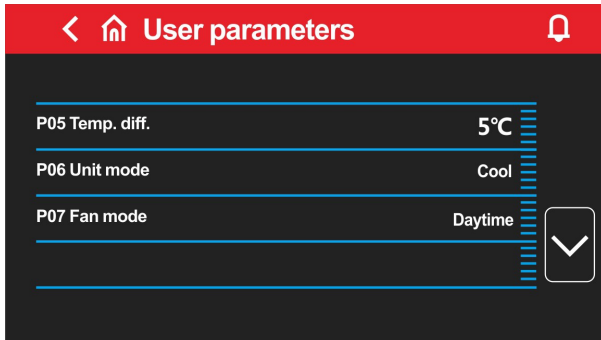 User parameters
P05 Temp. diff. 5℃
P06 Unit mode Cool
P07 Fan mode Daytime